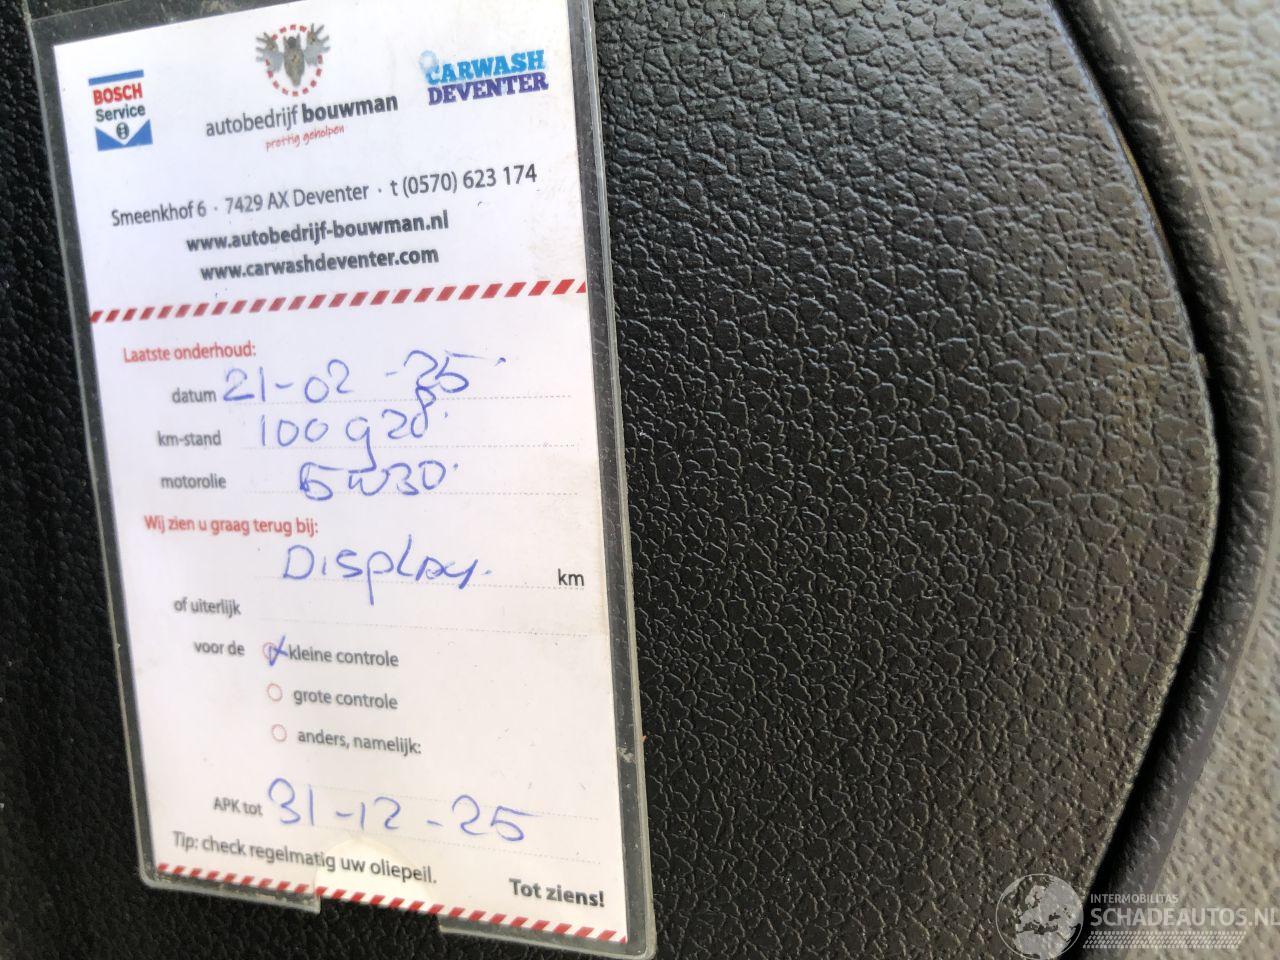 BOSCH
Service
autobedrijf bouwman
prettig geholpen
CARWASH
DEVENTER
Smeenkhof 6 · 7429 AX Deventer · t (0570) 623 174
www.autobedrijf-bouwman.nl
www.carwashdeventer.com
Laatste onderhoud:
datum 21-02-25
km-stand 100920
motorolie 5W30
Wij zien u graag terug bij:
Display km
of uiterlijk
voor de kleine controle
grote controle
anders, namelijk:
APK tot 31-12-25
Tip: check regelmatig uw oliepeil.
Tot ziens!
INTERMOBILITAS
SCHADEAUTOS.NL